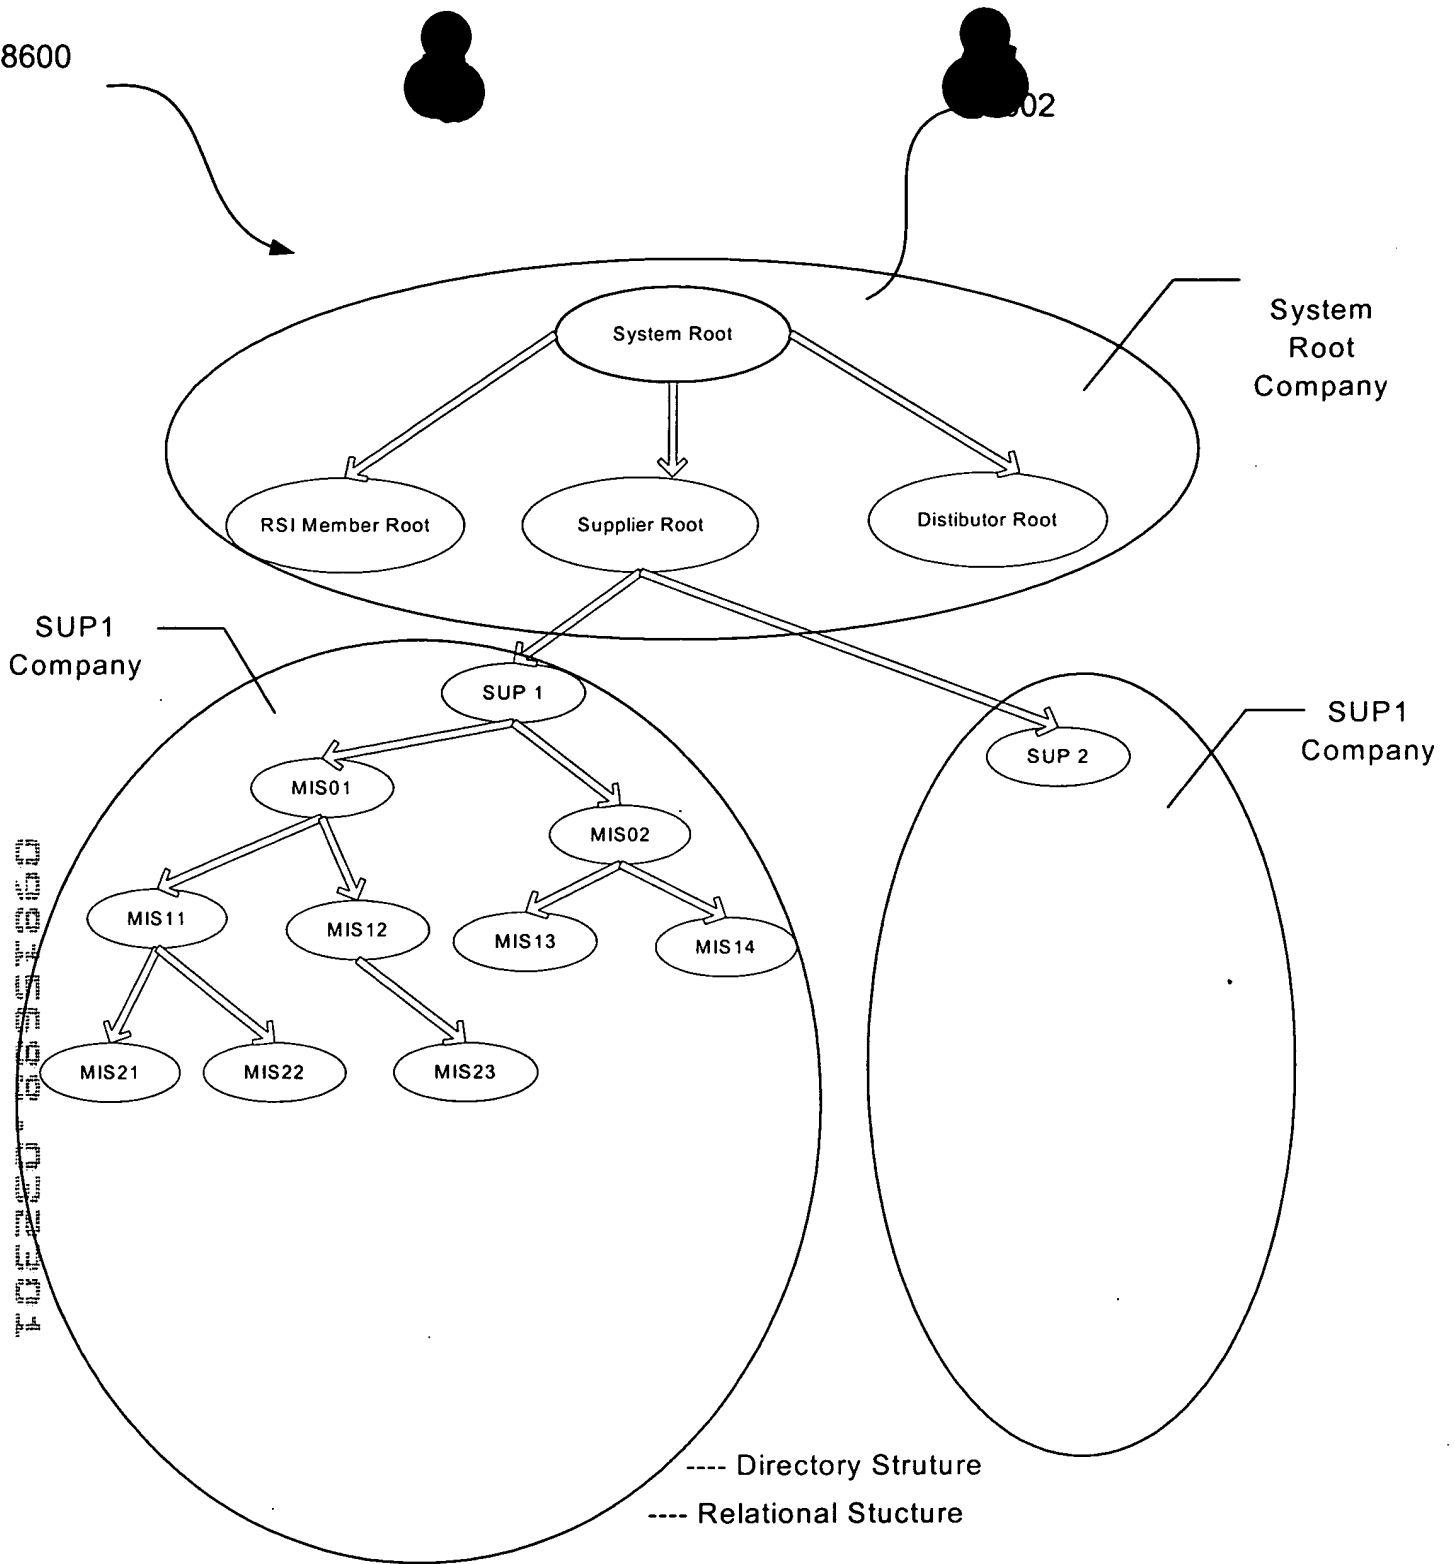 8600
02
System
Root
Company
System Root
RSI Member Root
Supplier Root
Distibutor Root
SUP1
Company
SUP 1
SUP1
Company
SUP 2
MIS01
MIS02
MIS11
MIS12
MIS13
MIS14
MIS21
MIS22
MIS23
---- Directory Struture
---- Relational Stucture